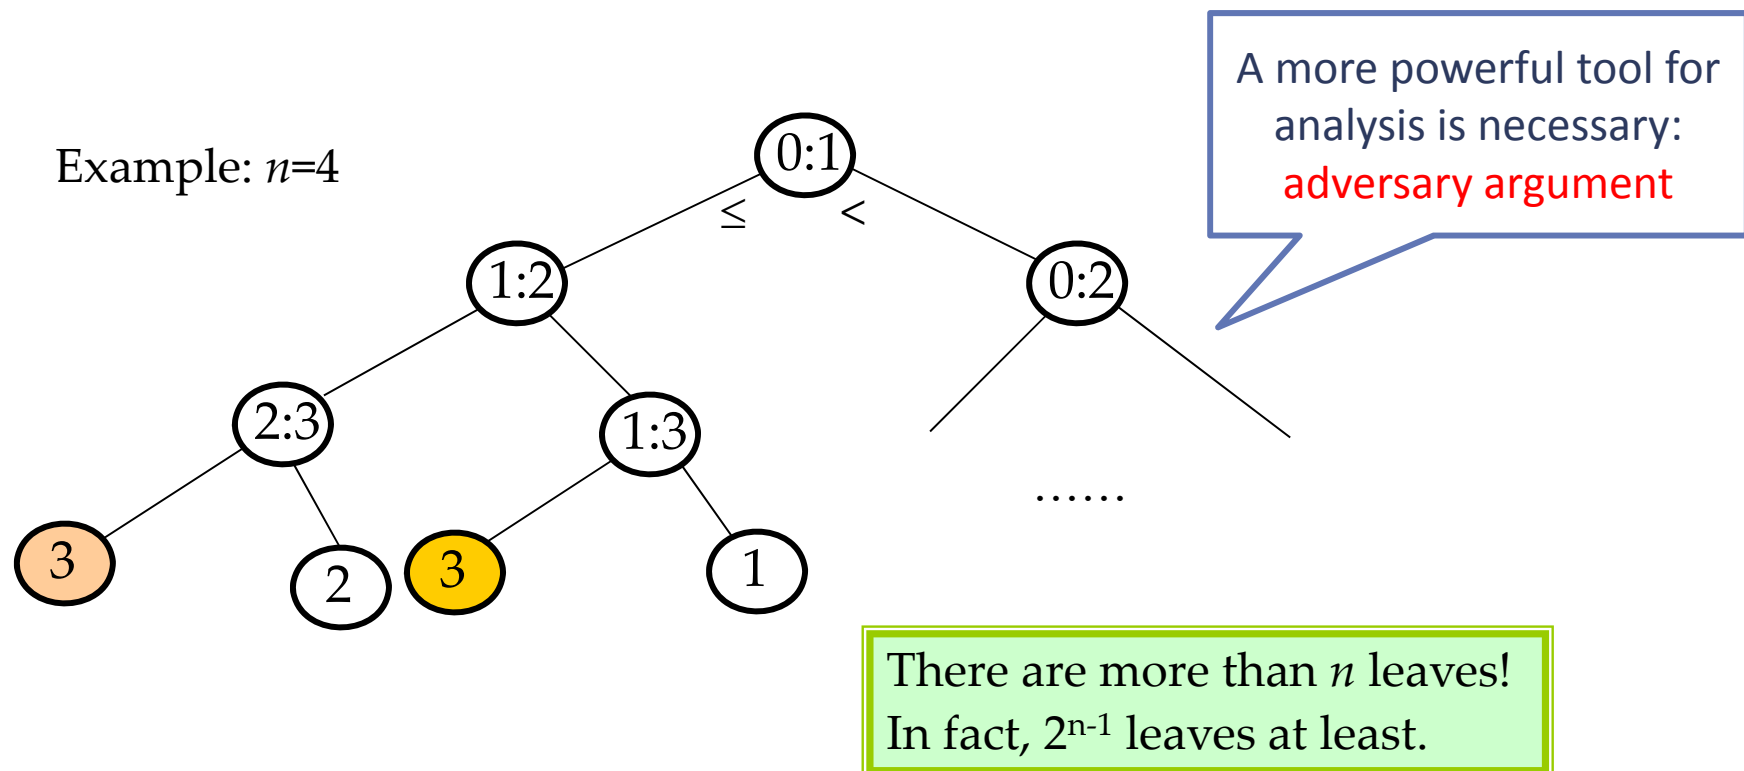 A more powerful tool for
analysis is necessary:
adversary argument
Example: n=4
0:1
≤ <
1:2 0:2
2:3 1:3
......
3 2 3 1
There are more than n leaves!
In fact, 2ⁿ⁻¹ leaves at least.